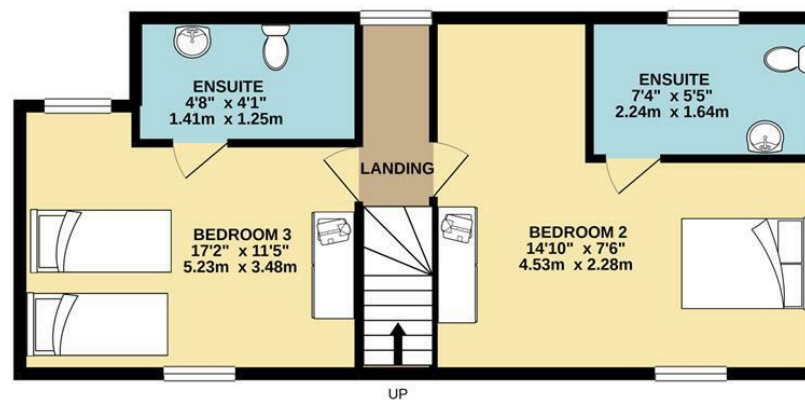 ENSUITE
4'8" x 4'1"
1.41m x 1.25m
ENSUITE
7'4" x 5'5"
2.24m x 1.64m
LANDING
BEDROOM 3
17'2" x 11'5"
5.23m x 3.48m
BEDROOM 2
14'10" x 7'6"
4.53m x 2.28m
UP